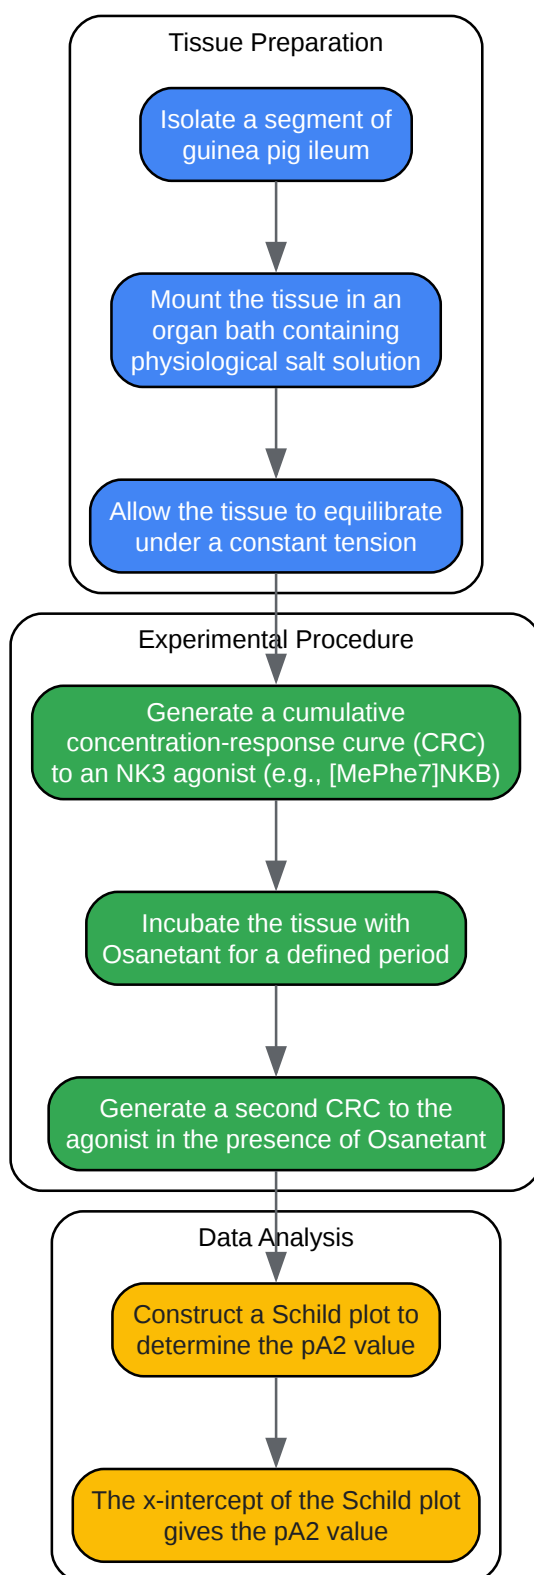 Tissue Preparation
Isolate a segment of
guinea pig ileum
Mount the tissue in an
organ bath containing
physiological salt solution
Allow the tissue to equilibrate
under a constant tension
Experimental Procedure
Generate a cumulative
concentration-response curve (CRC)
to an NK3 agonist (e.g., [MePhe7]NKB)
Incubate the tissue with
Osanetant for a defined period
Generate a second CRC to the
agonist in the presence of Osanetant
Data Analysis
Construct a Schild plot to
determine the pA2 value
The x-intercept of the Schild plot
gives the pA2 value